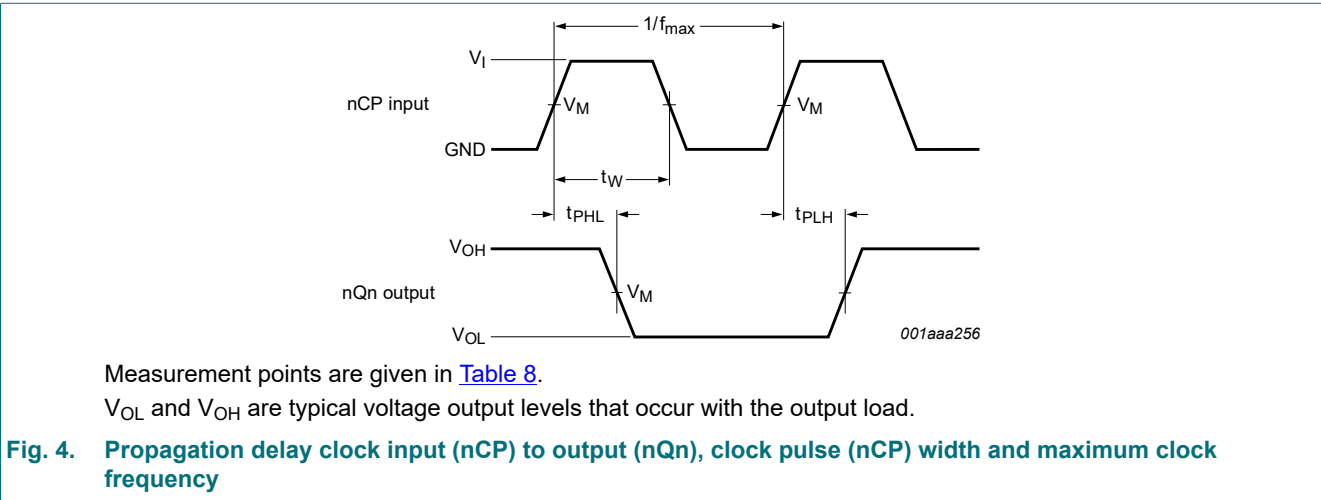 1/fmax
VI
nCP input
VM
VM
GND
tW
tPHL
tPLH
VOH
nQn output
VM
VOL
001aaa256
Measurement points are given in Table 8.
VOL and VOH are typical voltage output levels that occur with the output load.
Fig. 4. Propagation delay clock input (nCP) to output (nQn), clock pulse (nCP) width and maximum clock
frequency